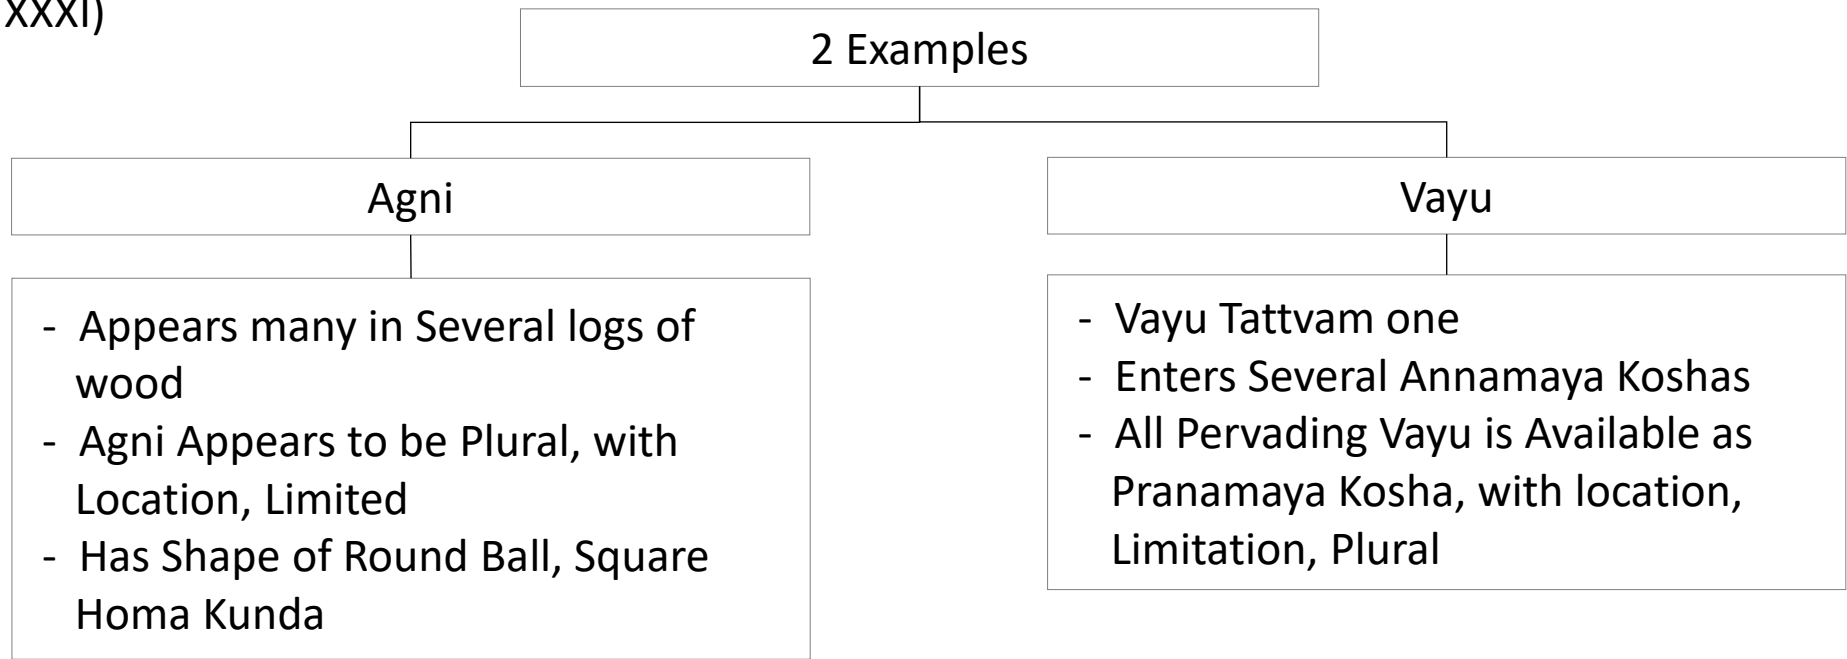 XXXI)
2 Examples
Agni
- Appears many in Several logs of
wood
- Agni Appears to be Plural, with
Location, Limited
- Has Shape of Round Ball, Square
Homa Kunda
Vayu
- Vayu Tattvam one
- Enters Several Annamaya Koshas
- All Pervading Vayu is Available as
Pranamaya Kosha, with location,
Limitation, Plural